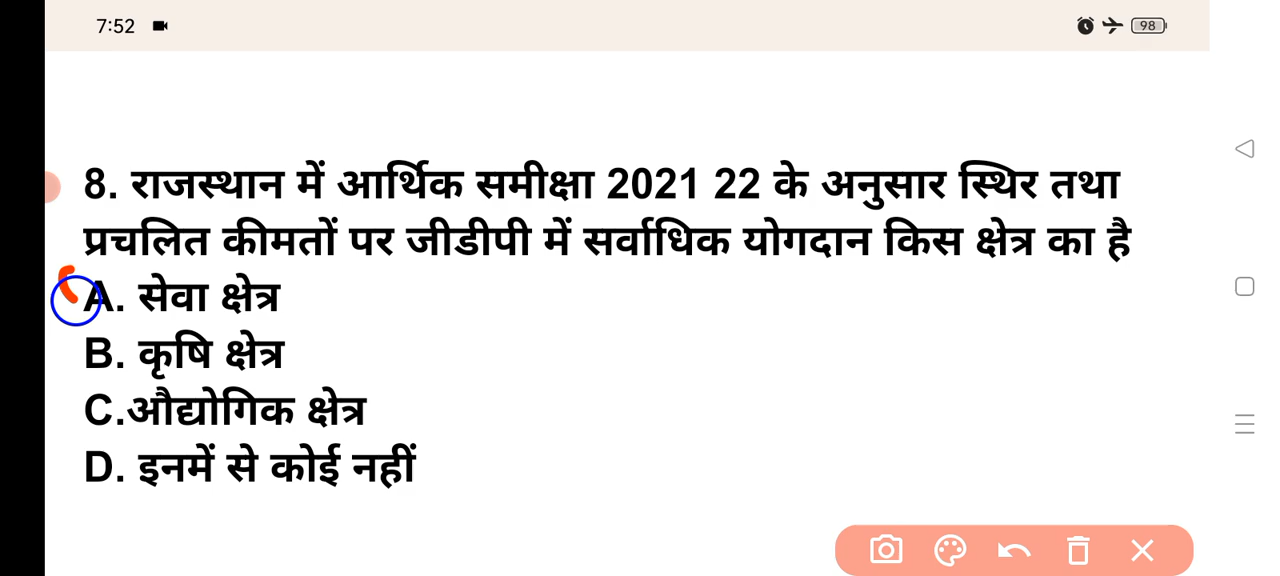 7:52
98
8. राजस्थान में आर्थिक समीक्षा 2021 22 के अनुसार स्थिर तथा
प्रचलित कीमतों पर जीडीपी में सर्वाधिक योगदान किस क्षेत्र का है
A. सेवा क्षेत्र
B. कृषि क्षेत्र
C.औद्योगिक क्षेत्र
D. इनमें से कोई नहीं